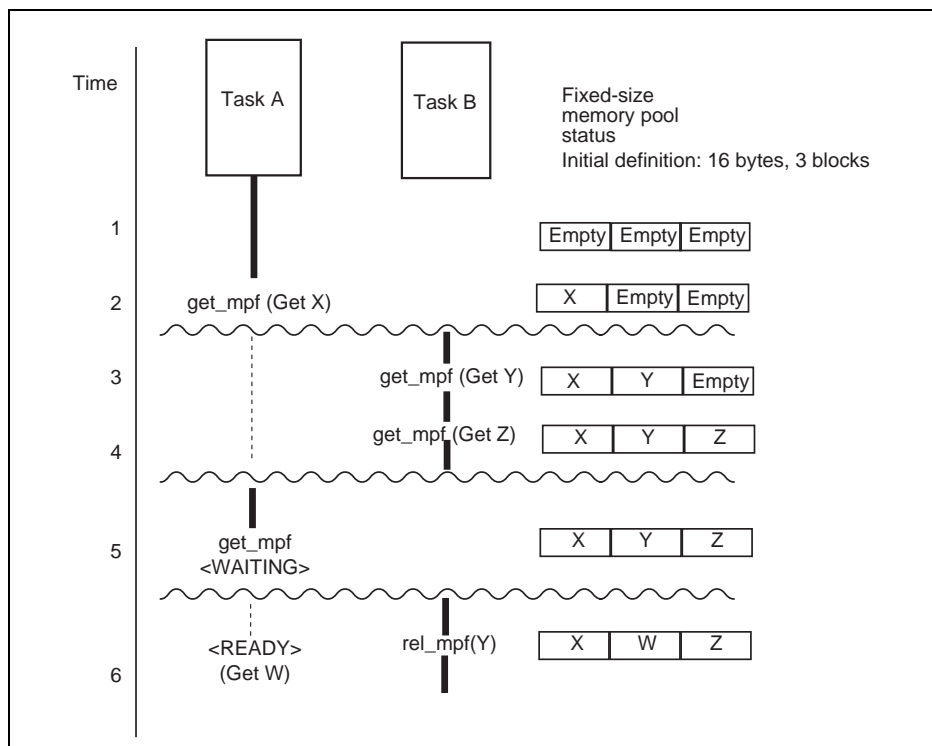 Time
Task A
Task B
Fixed-size
memory pool
status
Initial definition: 16 bytes, 3 blocks
1
Empty Empty Empty
2
get_mpf (Get X)
X Empty Empty
3
get_mpf (Get Y)
X Y Empty
4
get_mpf (Get Z)
X Y Z
5
get_mpf
<WAITING>
X Y Z
<READY>
(Get W)
rel_mpf(Y)
X W Z
6